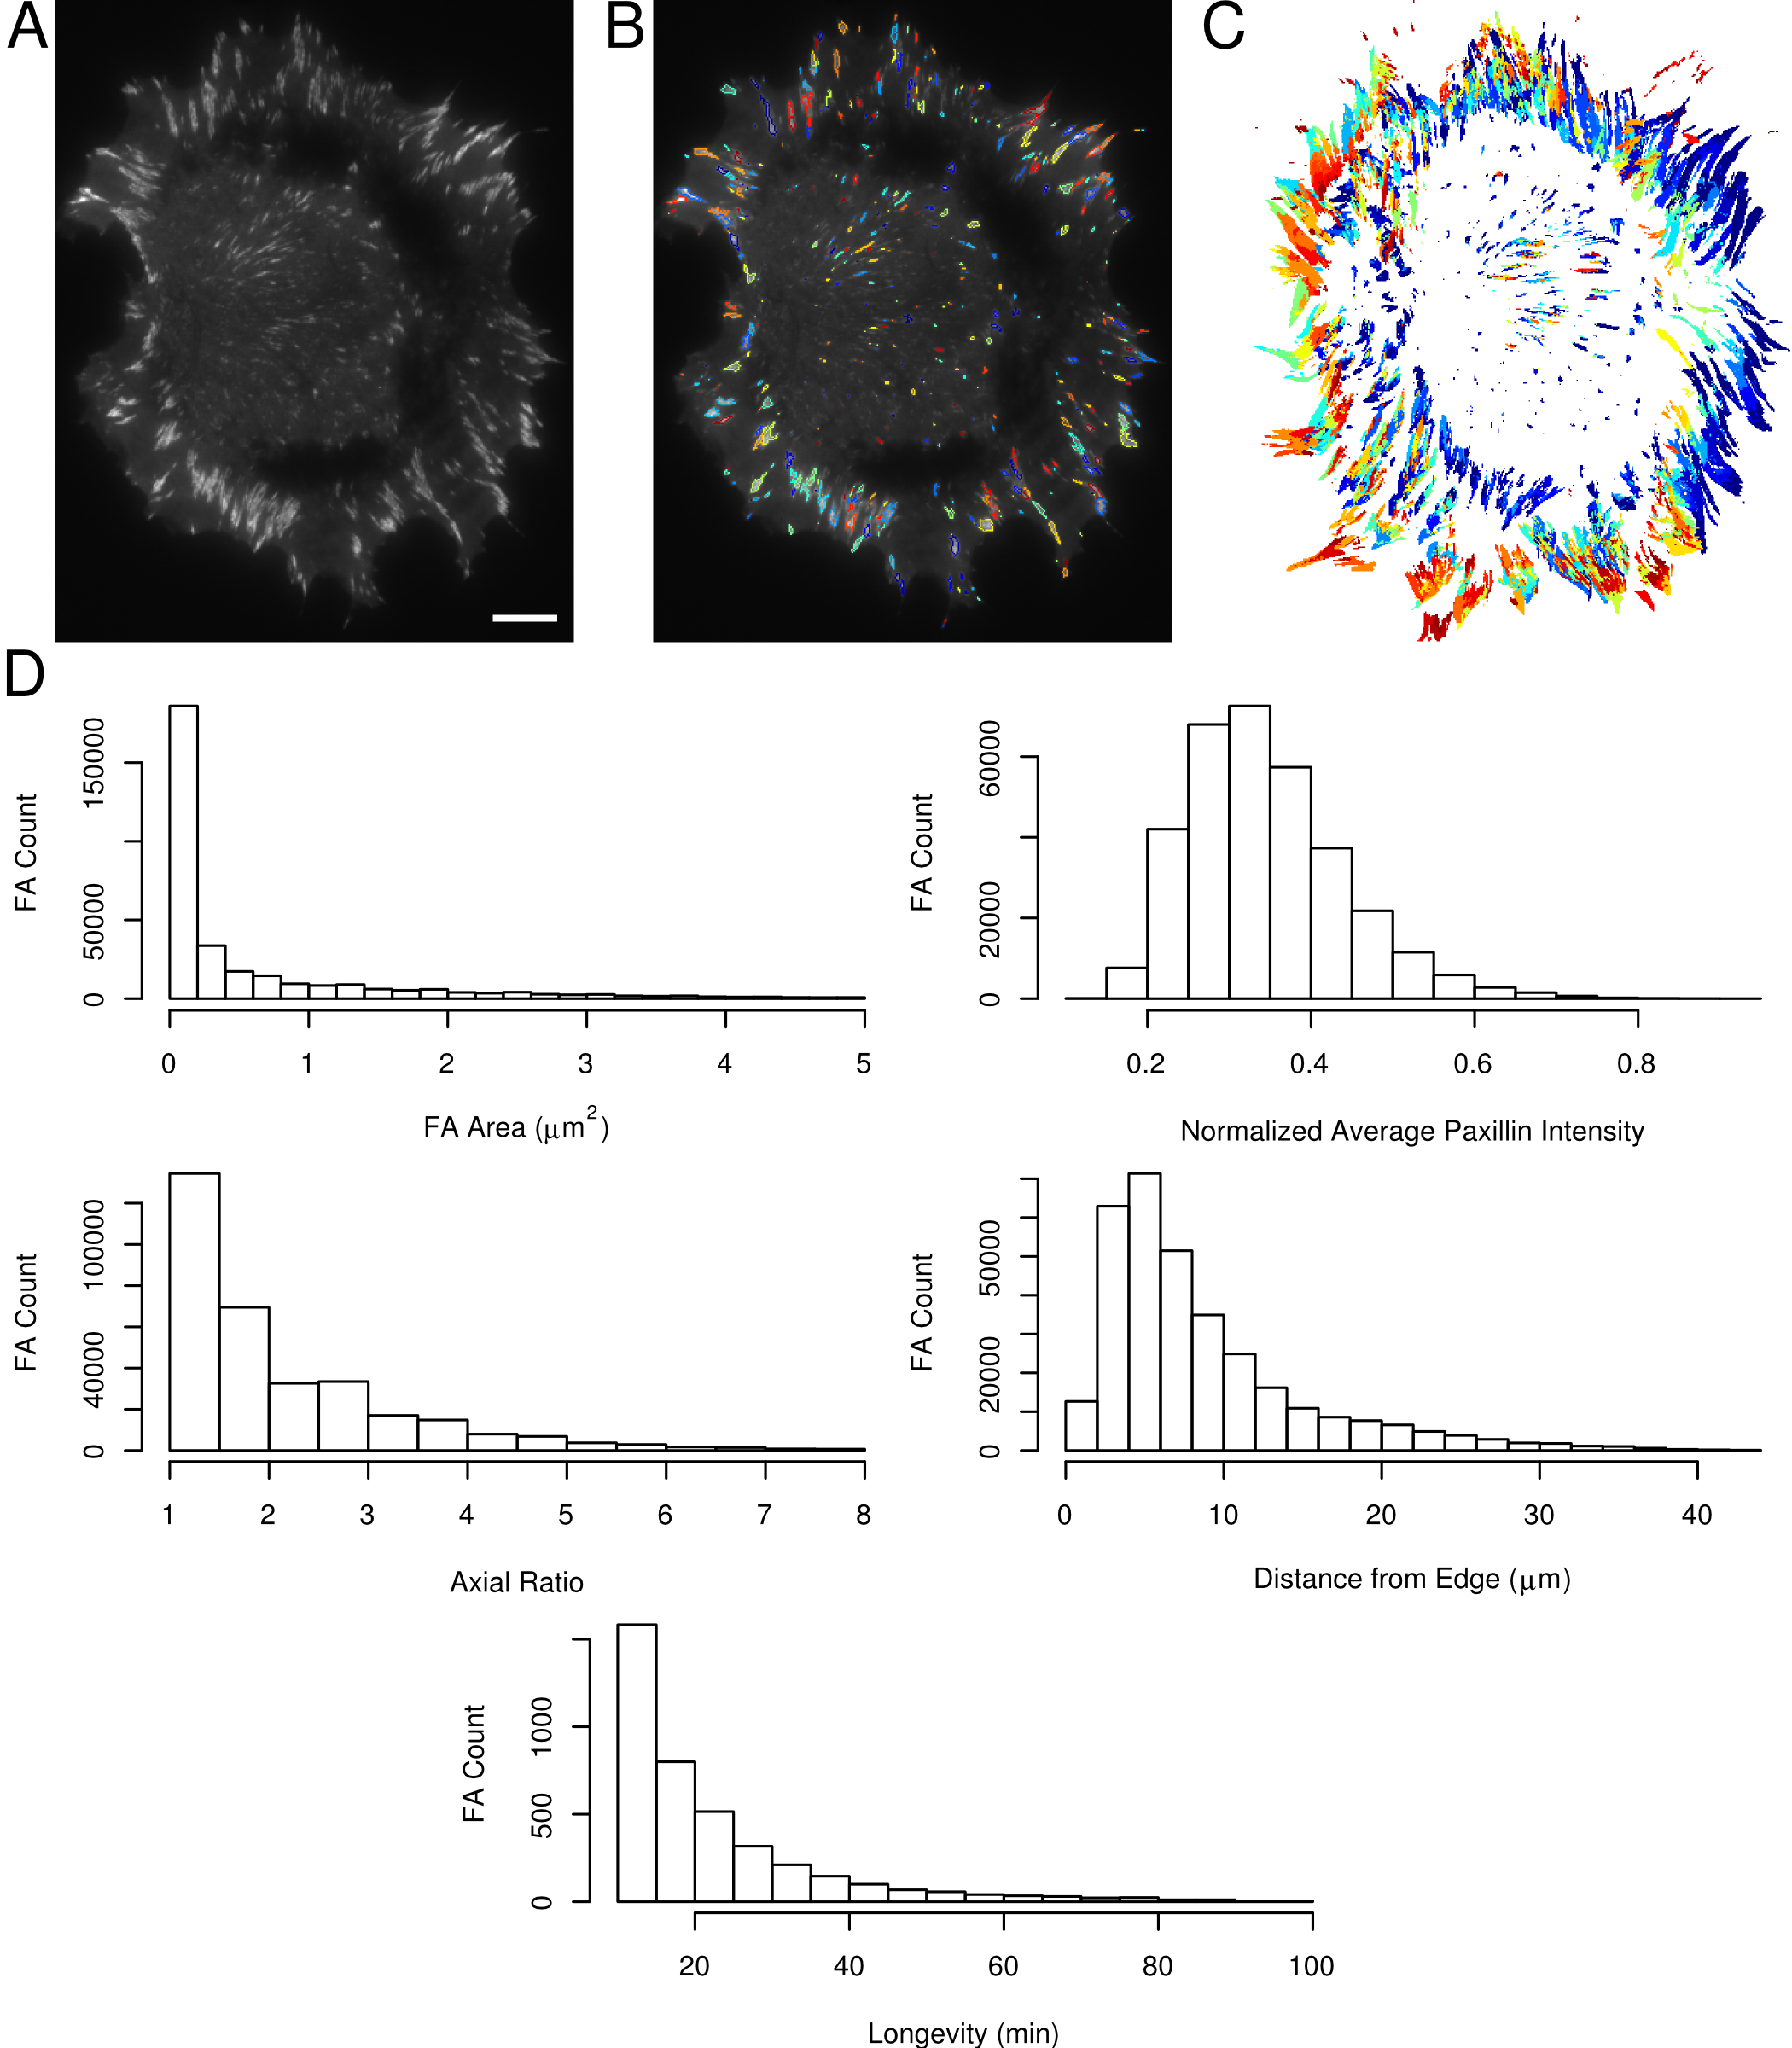 A B C
D
FA Count
0 50000 150000
0 1 2 3 4 5
FA Area (μm²)
FA Count
0 20000 60000
0.2 0.4 0.6 0.8
Normalized Average Paxillin Intensity
FA Count
0 40000 100000
1 2 3 4 5 6 7 8
Axial Ratio
FA Count
0 20000 50000
0 10 20 30 40
Distance from Edge (μm)
FA Count
0 500 1000
20 40 60 80 100
Longevity (min)